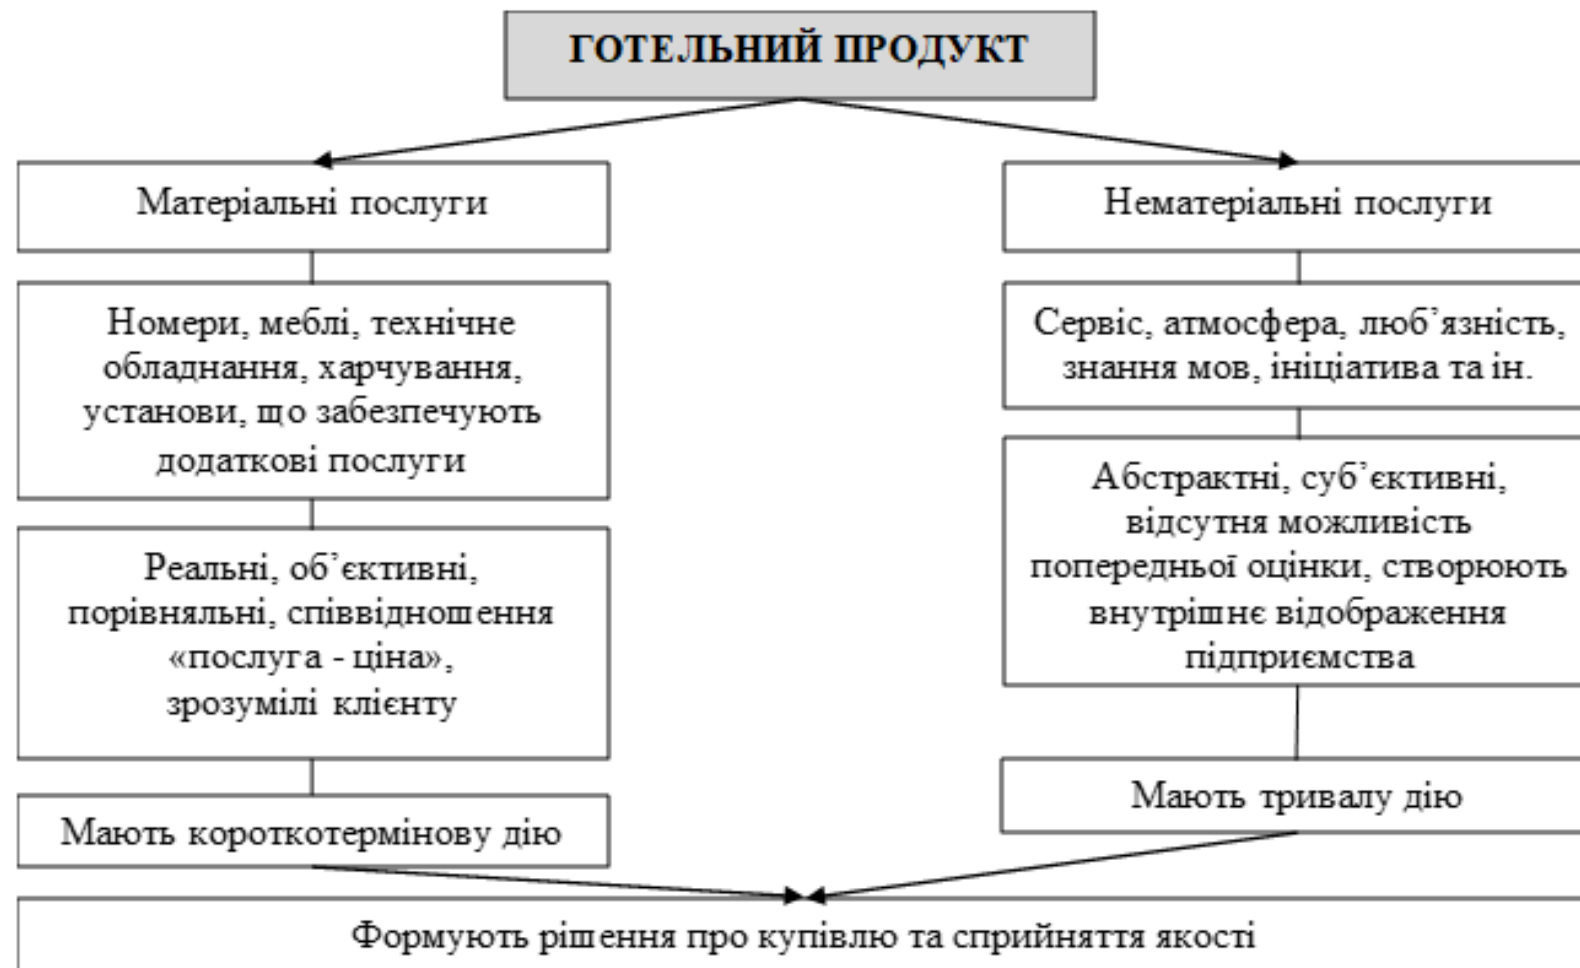 ГОТЕЛЬНИЙ ПРОДУКТ
Матеріальні послуги
Нематеріальні послуги
Номери, меблі, технічне
обладнання, харчування,
установи, що забезпечують
додаткові послуги
Сервіс, атмосфера, люб’язність,
знання мов, ініціатива та ін.
Реальні, об’єктивні,
порівняльні, співвідношення
«послуга - ціна»,
зрозумілі клієнту
Абстрактні, суб’єктивні,
відсутня можливість
попередньої оцінки, створюють
внутрішнє відображення
підприємства
Мають короткотермінову дію
Мають тривалу дію
Формують рішення про купівлю та сприйняття якості